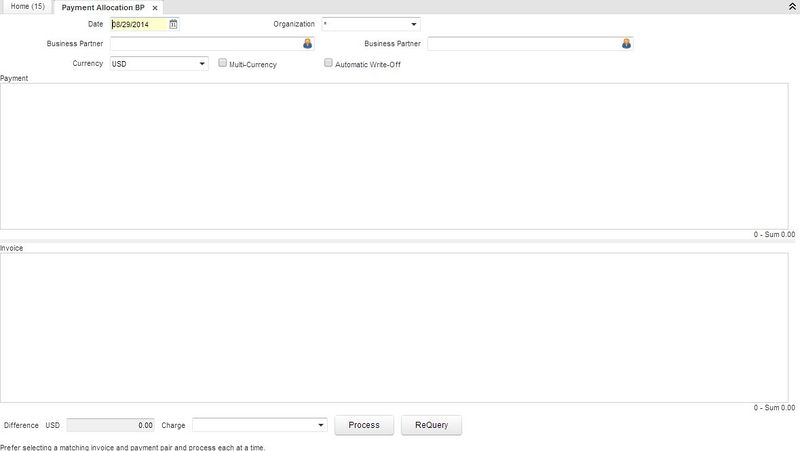 Home (15) Payment Allocation BP x
Date 08/29/2014 Organization *
Business Partner Business Partner
Currency USD Multi-Currency Automatic Write-Off
Payment
0 - Sum 0.00
Invoice
0 - Sum 0.00
Difference USD 0.00 Charge Process ReQuery
Prefer selecting a matching invoice and payment pair and process each at a time.